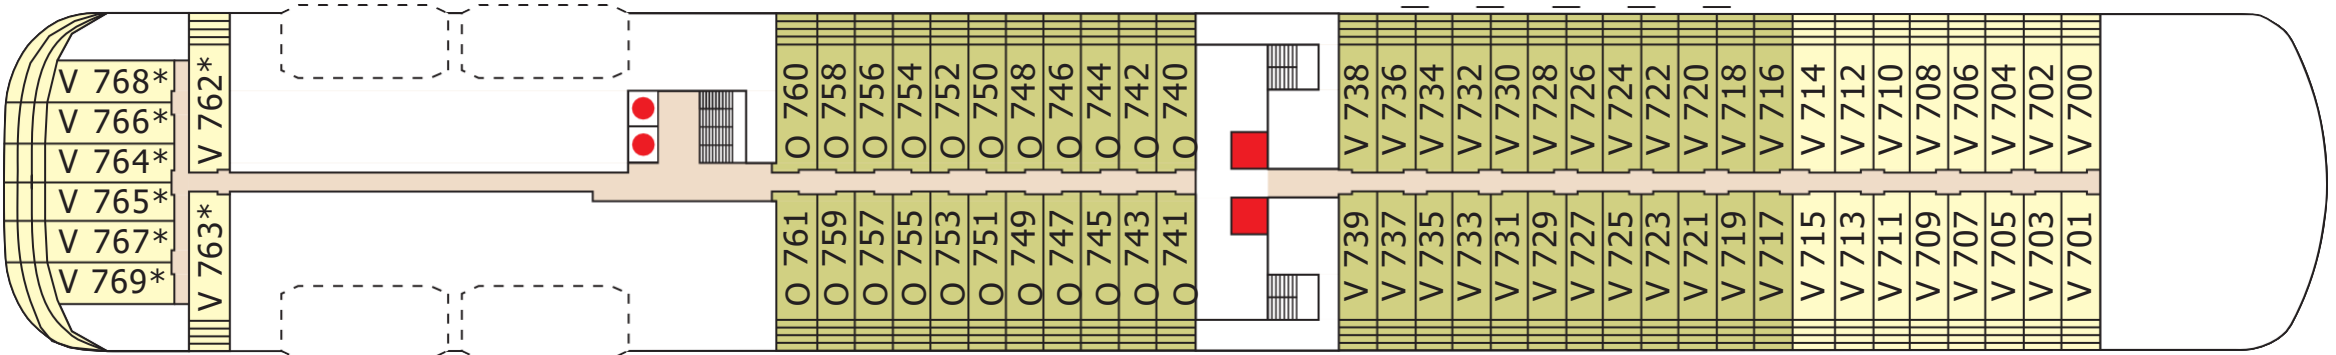 V 768*
V 766*
V 764*
V 765*
V 767*
V 769*
V 762*
V 763*
O 760
O 758
O 756
O 754
O 752
O 750
O 748
O 746
O 744
O 742
O 740
V 738
V 736
V 734
V 732
V 730
V 728
V 726
V 724
V 722
V 720
V 718
V 716
V 714
V 712
V 710
V 708
V 706
V 704
V 702
V 700
O 761
O 759
O 757
O 755
O 753
O 751
O 749
O 747
O 745
O 743
O 741
V 739
V 737
V 735
V 733
V 731
V 729
V 727
V 725
V 723
V 721
V 719
V 717
V 715
V 713
V 711
V 709
V 707
V 705
V 703
V 701